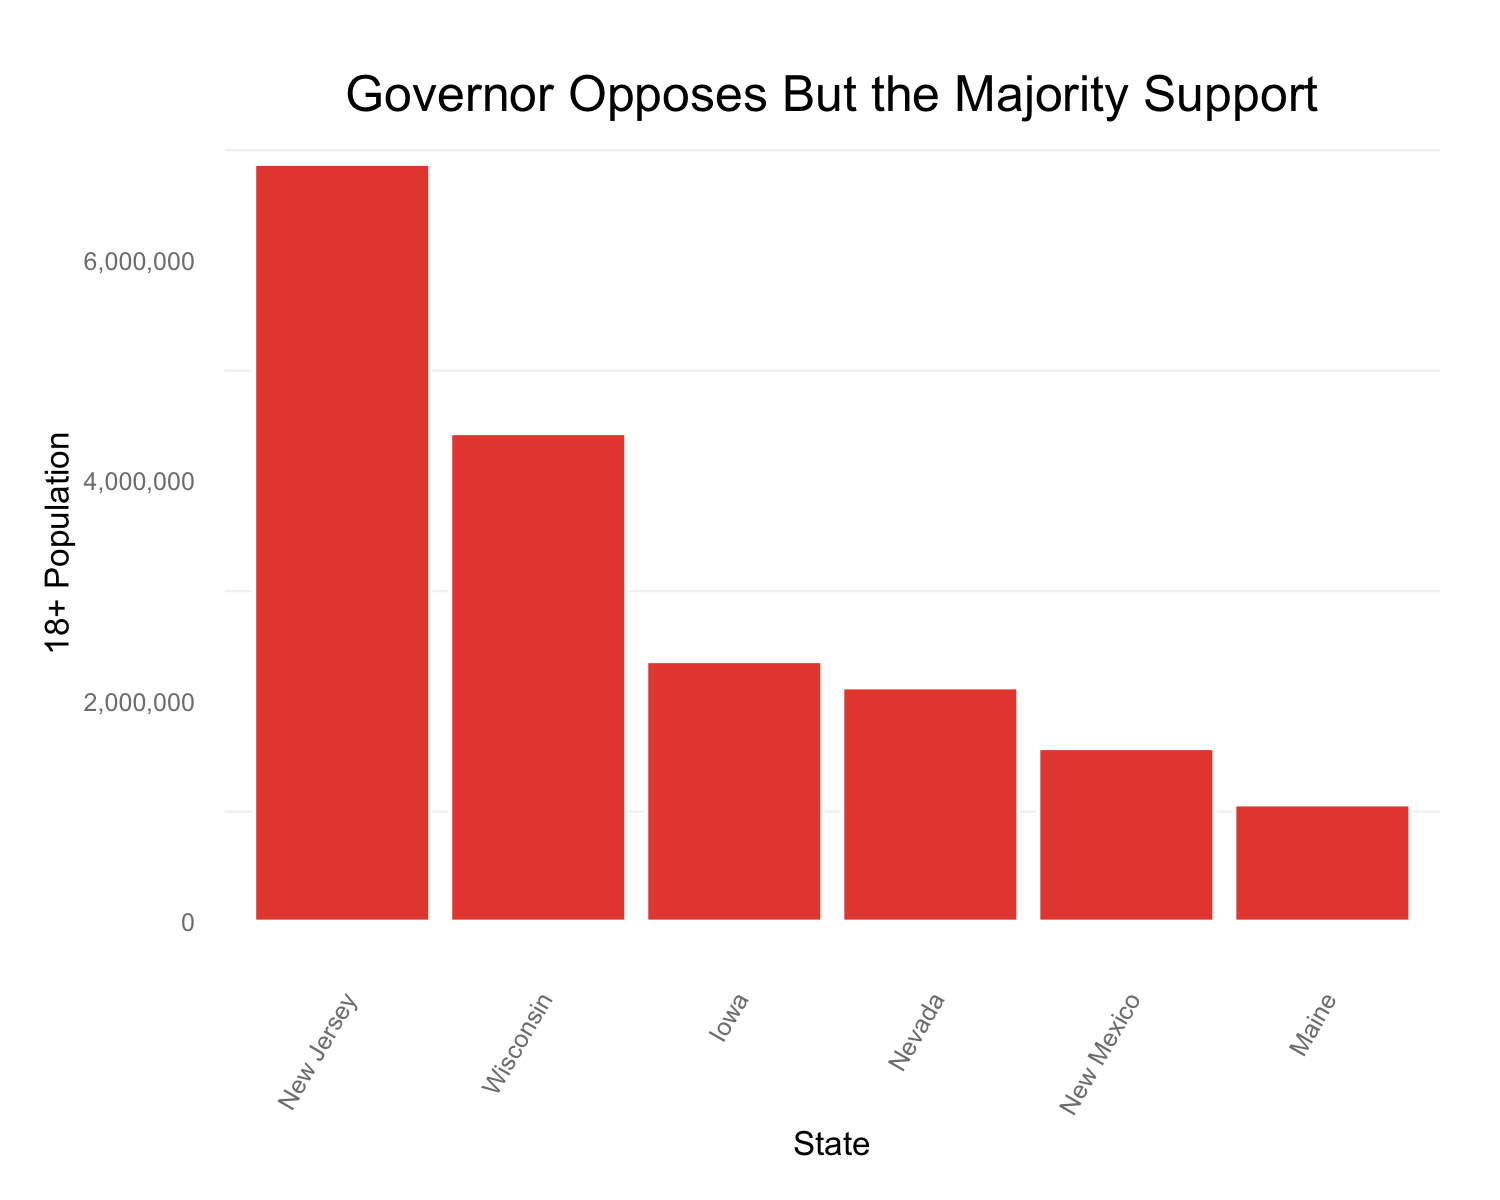 Governor Opposes But the Majority Support
18+ Population
6,000,000
4,000,000
2,000,000
0
New Jersey
Wisconsin
Iowa
Nevada
New Mexico
Maine
State